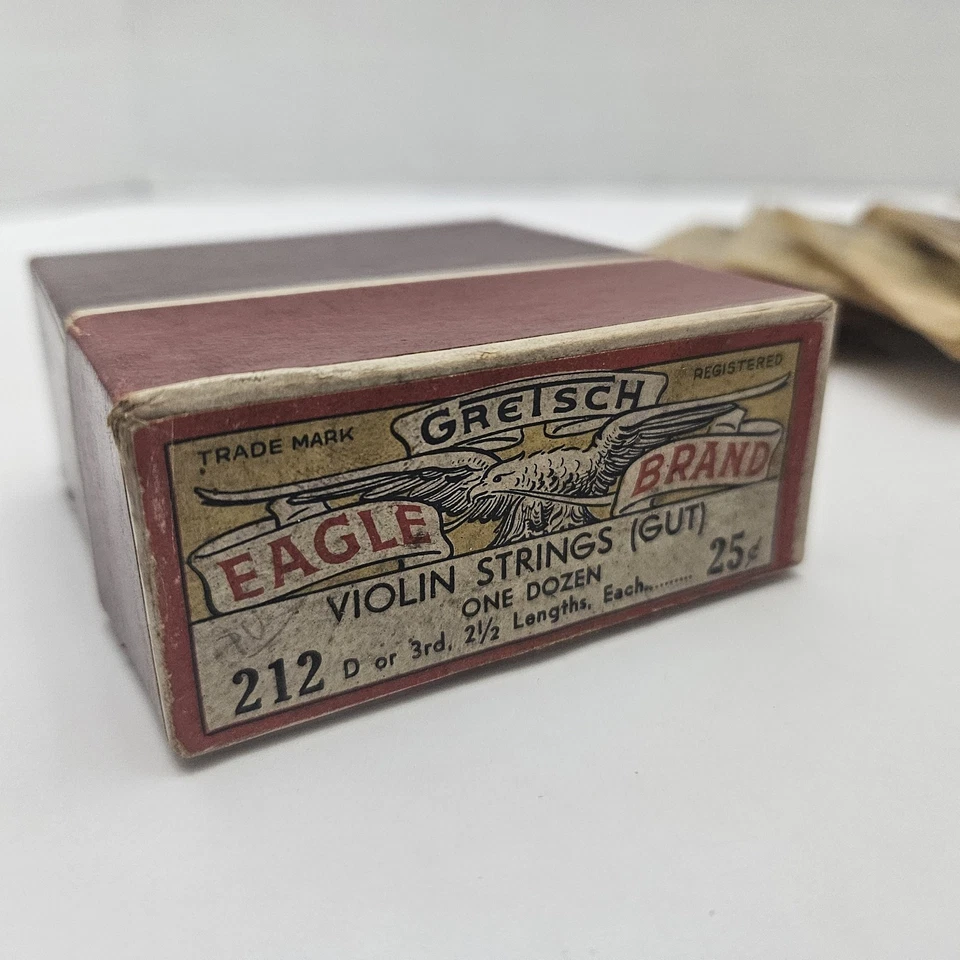 TRADE MARK
GRETSCH
REGISTERED
EAGLE
BRAND
VIOLIN STRINGS (GUT)
ONE DOZEN
212 D or 3rd, 2½ Lengths, Each.......... 25¢